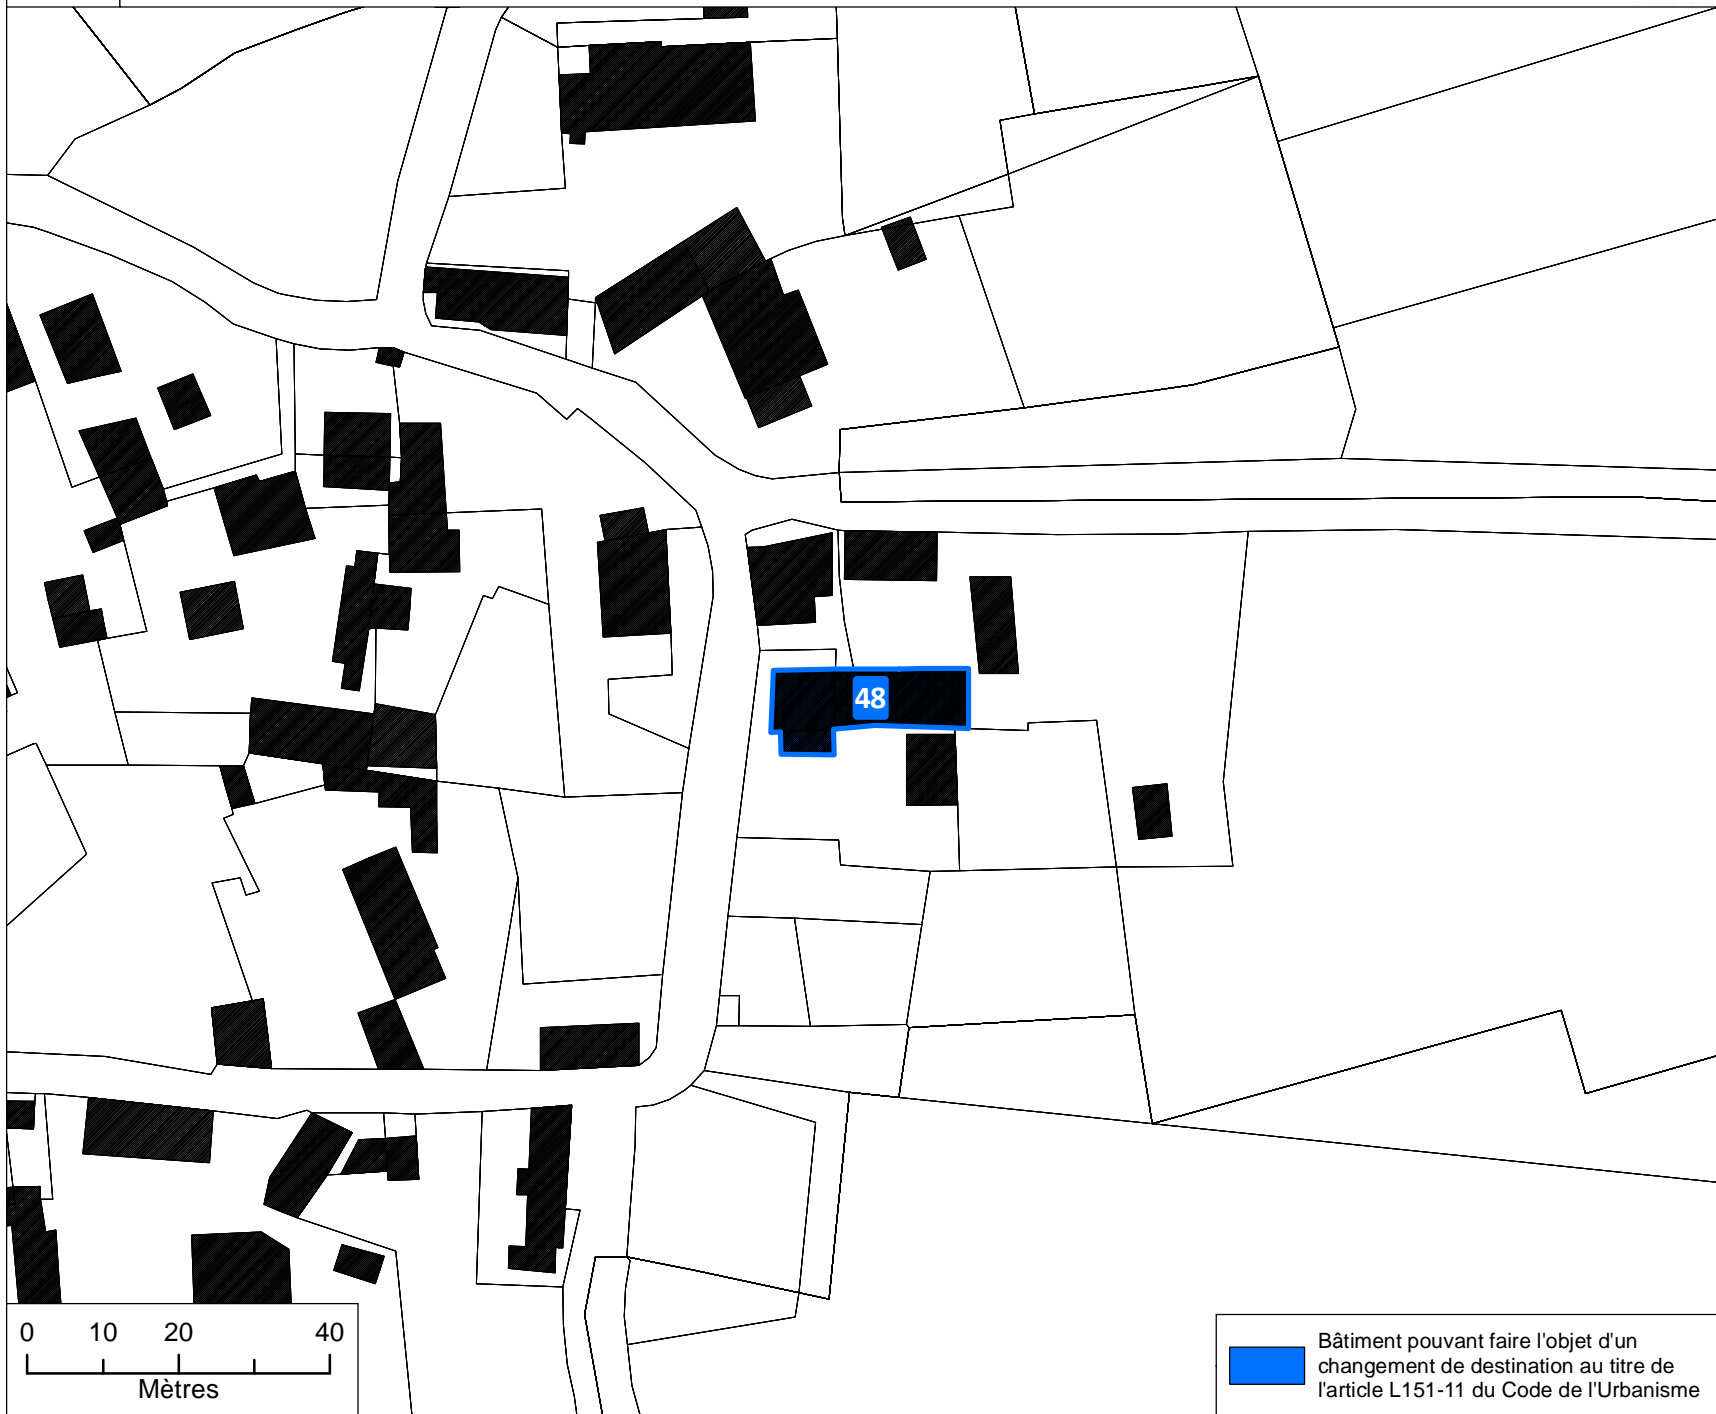 48
0 10 20 40
Mètres
Bâtiment pouvant faire l'objet d'un
changement de destination au titre de
l'article L151-11 du Code de l'Urbanisme